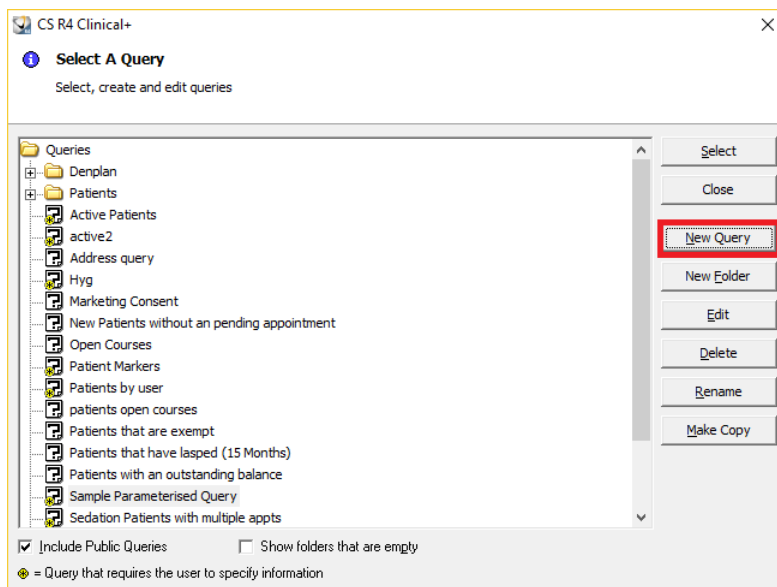 CS R4 Clinical+
Select A Query
Select, create and edit queries
Queries
Denplan
Patients
Active Patients
active2
Address query
Hyg
Marketing Consent
New Patients without an pending appointment
Open Courses
Patient Markers
Patients by user
patients open courses
Patients that are exempt
Patients that have lasped (15 Months)
Patients with an outstanding balance
Sample Parameterised Query
Sedation Patients with multiple appts
Select
Close
New Query
New Folder
Edit
Delete
Rename
Make Copy
Include Public Queries
Show folders that are empty
= Query that requires the user to specify information